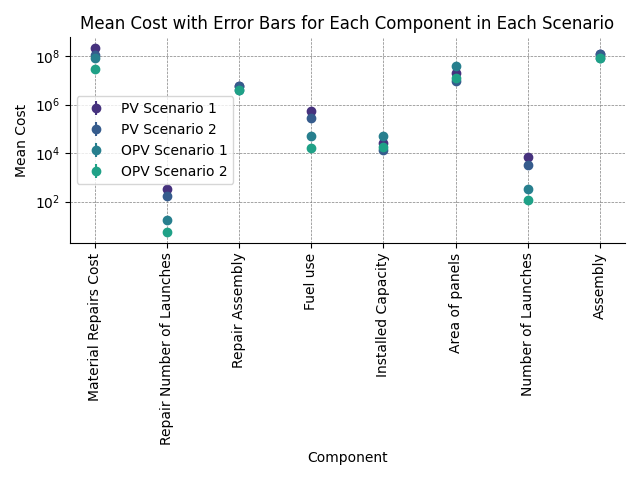 Mean Cost with Error Bars for Each Component in Each Scenario
Mean Cost
10^8
10^6
10^4
10^2
PV Scenario 1
PV Scenario 2
OPV Scenario 1
OPV Scenario 2
Material Repairs Cost
Repair Number of Launches
Repair Assembly
Fuel use
Installed Capacity
Area of panels
Number of Launches
Assembly
Component